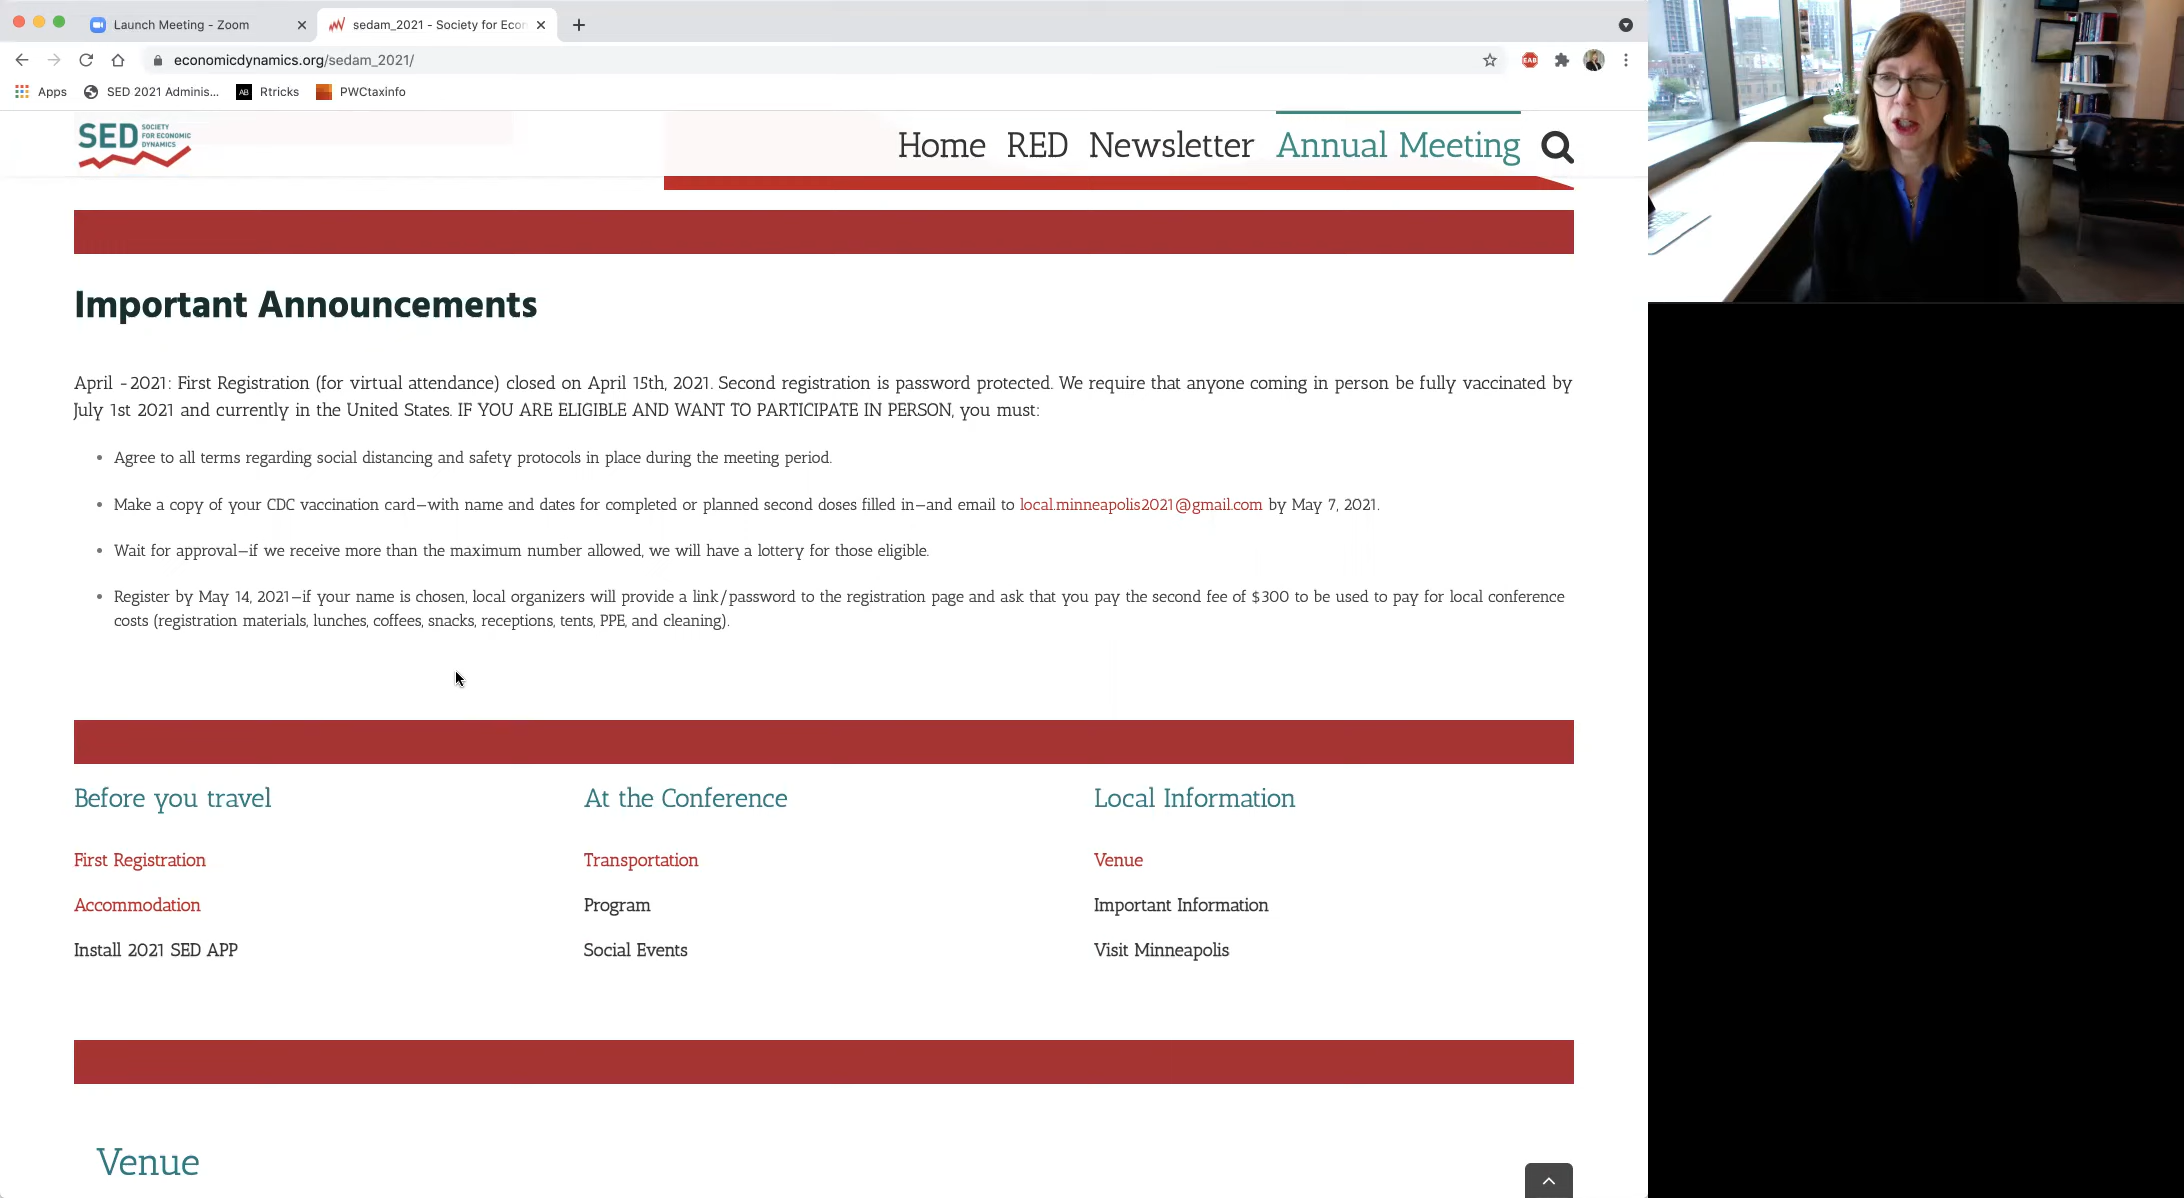 Launch Meeting - Zoom
sedam_2021 - Society for Econ
economicdynamics.org/sedam_2021/
EAB
Apps
SED 2021 Adminis...
AB
Rtricks
PWCtaxinfo
SED SOCIETY
FOR ECONOMIC
DYNAMICS
Home RED Newsletter Annual Meeting
Important Announcements
April -2021: First Registration (for virtual attendance) closed on April 15th, 2021. Second registration is password protected. We require that anyone coming in person be fully vaccinated by
July 1st 2021 and currently in the United States. IF YOU ARE ELIGIBLE AND WANT TO PARTICIPATE IN PERSON, you must:
• Agree to all terms regarding social distancing and safety protocols in place during the meeting period.
• Make a copy of your CDC vaccination card—with name and dates for completed or planned second doses filled in—and email to local.minneapolis2021@gmail.com by May 7, 2021.
• Wait for approval—if we receive more than the maximum number allowed, we will have a lottery for those eligible.
• Register by May 14, 2021—if your name is chosen, local organizers will provide a link/password to the registration page and ask that you pay the second fee of $300 to be used to pay for local conference
costs (registration materials, lunches, coffees, snacks, receptions, tents, PPE, and cleaning).
Before you travel
First Registration
Accommodation
Install 2021 SED APP
At the Conference
Transportation
Program
Social Events
Local Information
Venue
Important Information
Visit Minneapolis
Venue